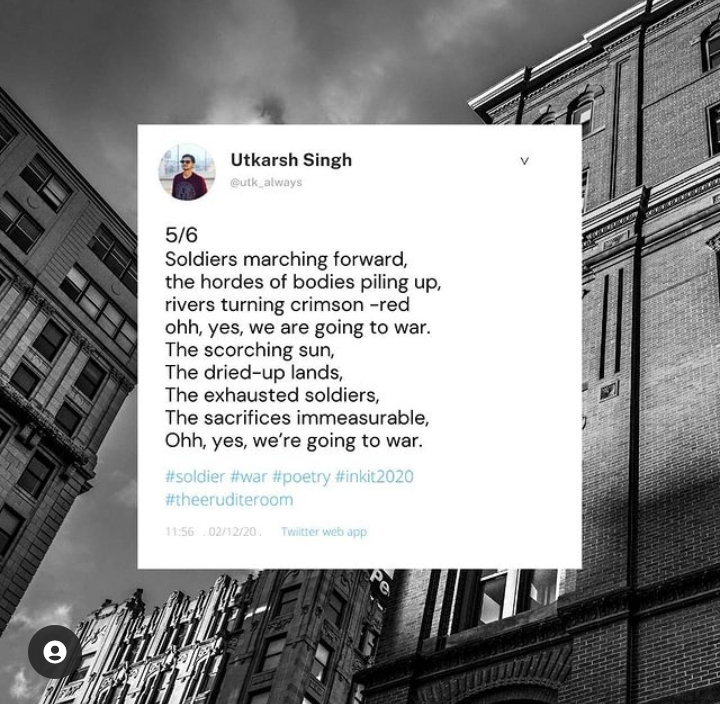 Utkarsh Singh
@utk_always
5/6
Soldiers marching forward,
the hordes of bodies piling up,
rivers turning crimson -red
ohh, yes, we are going to war.
The scorching sun,
The dried-up lands,
The exhausted soldiers,
The sacrifices immeasurable,
Ohh, yes, we're going to war.
#soldier #war #poetry #inkit2020
#theeruditeroom
11:56 . 02/12/20 . Twiitter web app